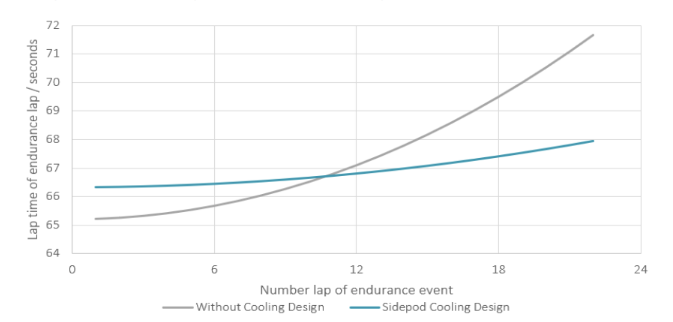 72
71
70
69
68
67
66
65
64
Lap time of endurance lap / seconds
0 6 12 18 24
Number lap of endurance event
Without Cooling Design Sidepod Cooling Design